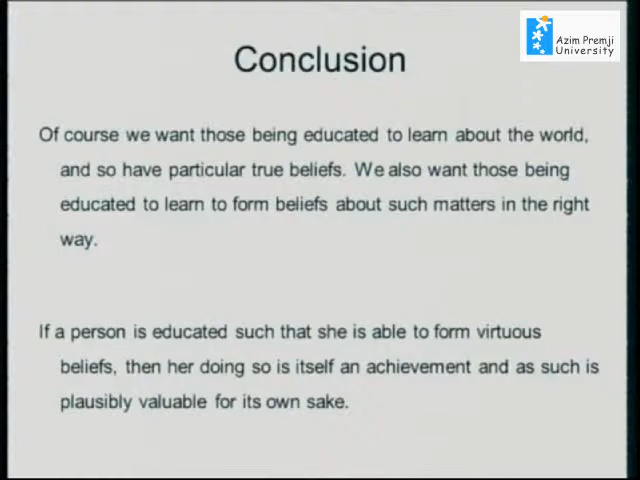 Azim Premji
University
Conclusion
Of course we want those being educated to learn about the world,
and so have particular true beliefs. We also want those being
educated to learn to form beliefs about such matters in the right
way.
If a person is educated such that she is able to form virtuous
beliefs, then her doing so is itself an achievement and as such is
plausibly valuable for its own sake.